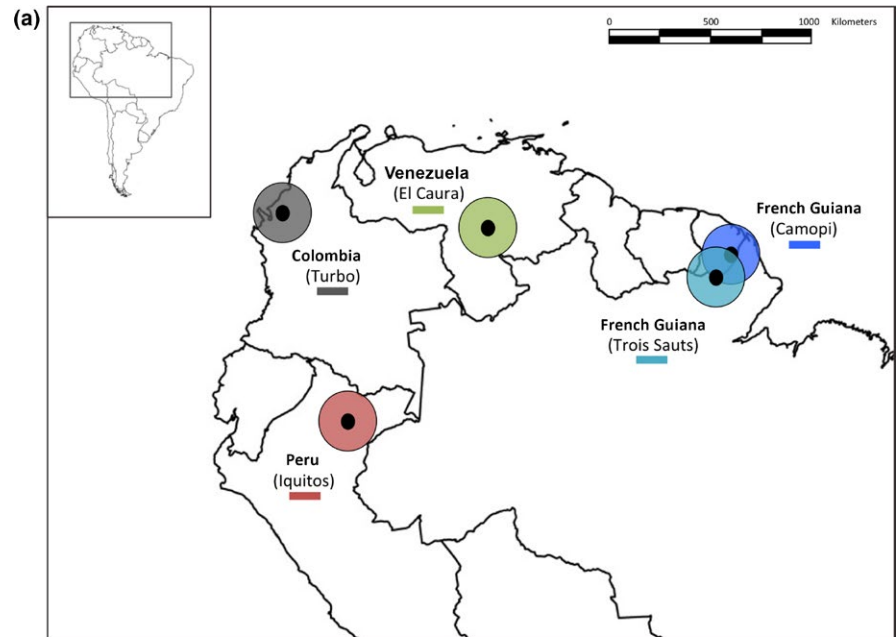 (a)
0 500 1000 Kilometers
Venezuela
(El Caura)
French Guiana
(Camopi)
Colombia
(Turbo)
French Guiana
(Trois Sauts)
Peru
(Iquitos)